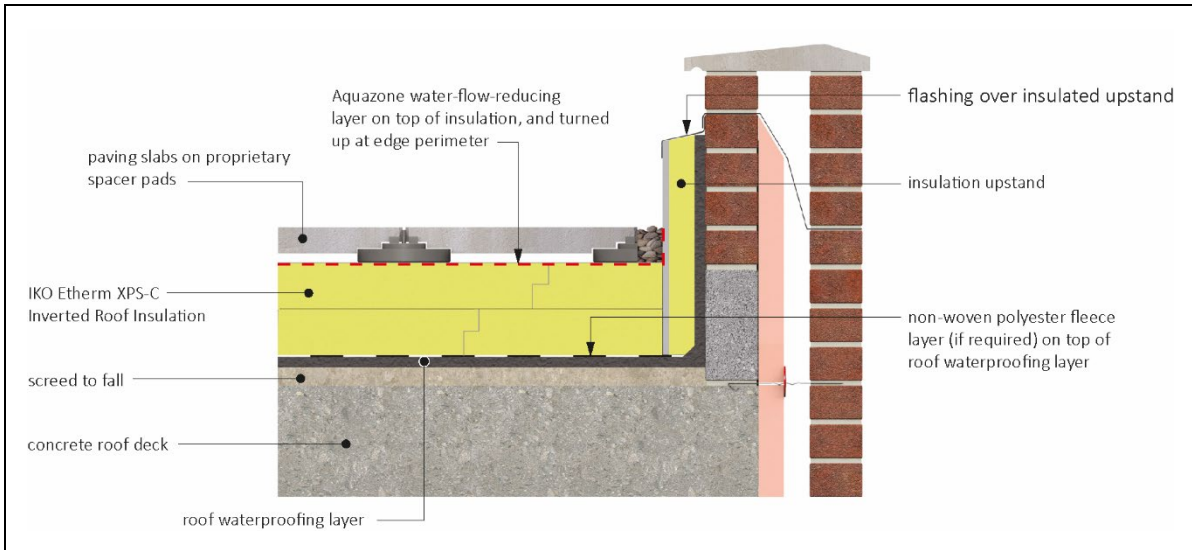 Aquazone water-flow-reducing
layer on top of insulation, and turned
up at edge perimeter
paving slabs on proprietary
spacer pads
IKO Etherm XPS-C
Inverted Roof Insulation
screed to fall
concrete roof deck
roof waterproofing layer
flashing over insulated upstand
insulation upstand
non-woven polyester fleece
layer (if required) on top of
roof waterproofing layer